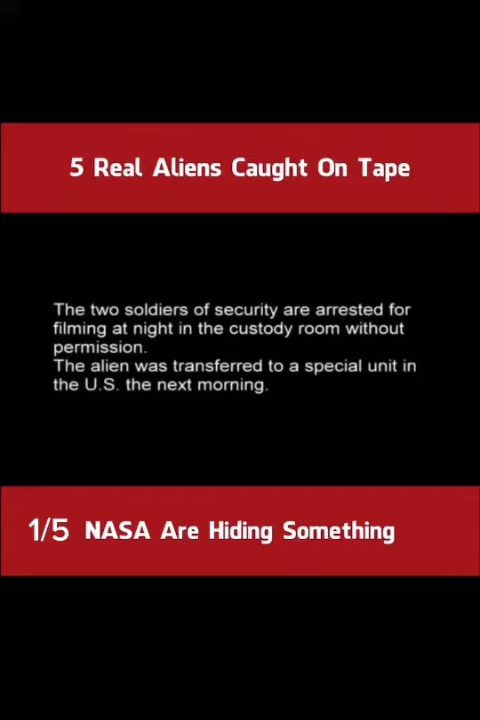 5 Real Aliens Caught On Tape
The two soldiers of security are arrested for
filming at night in the custody room without
permission.
The alien was transferred to a special unit in
the U.S. the next morning.
1/5 NASA Are Hiding Something